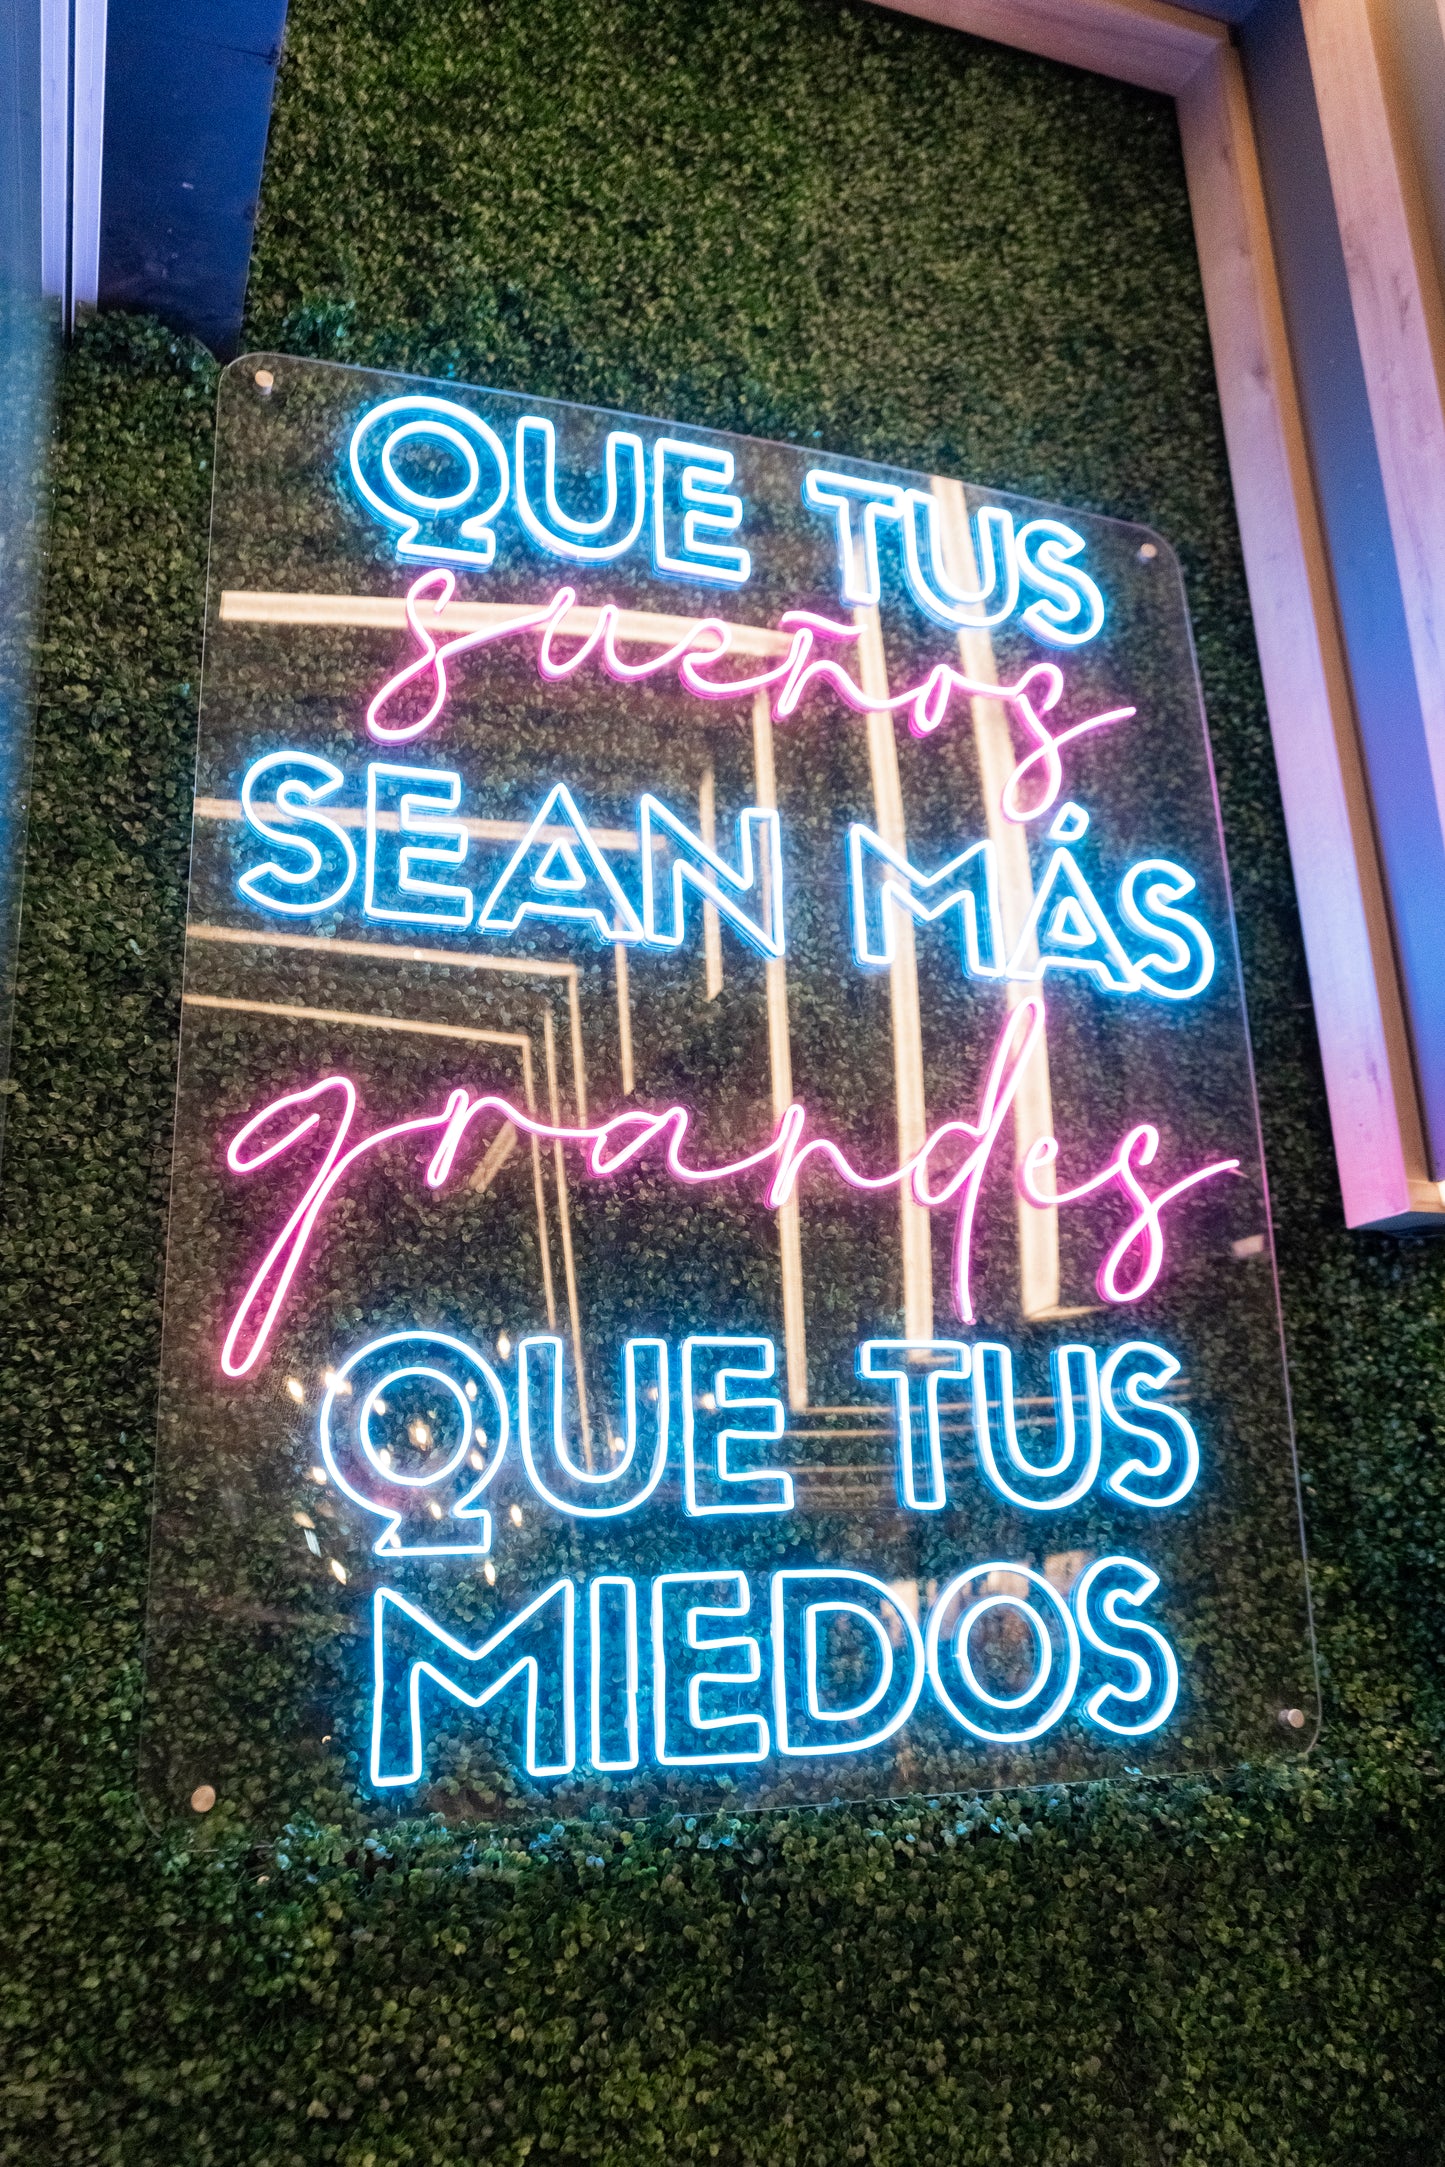 QUE TUS
sueños
SEAN MÁS
grandes
QUE TUS
MIEDOS